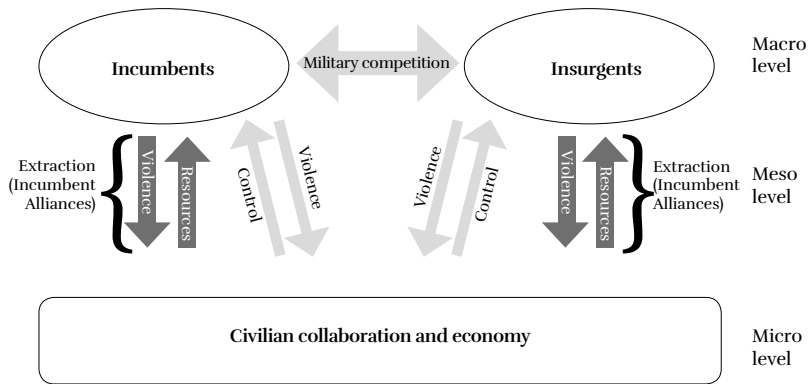 Incumbents
Military competition
Insurgents
Macro
level
Extraction
(Incumbent
Alliances)
Violence
Resources
Control
Violence
Violence
Control
Violence
Resources
Extraction
(Incumbent
Alliances)
Meso
level
Civilian collaboration and economy
Micro
level